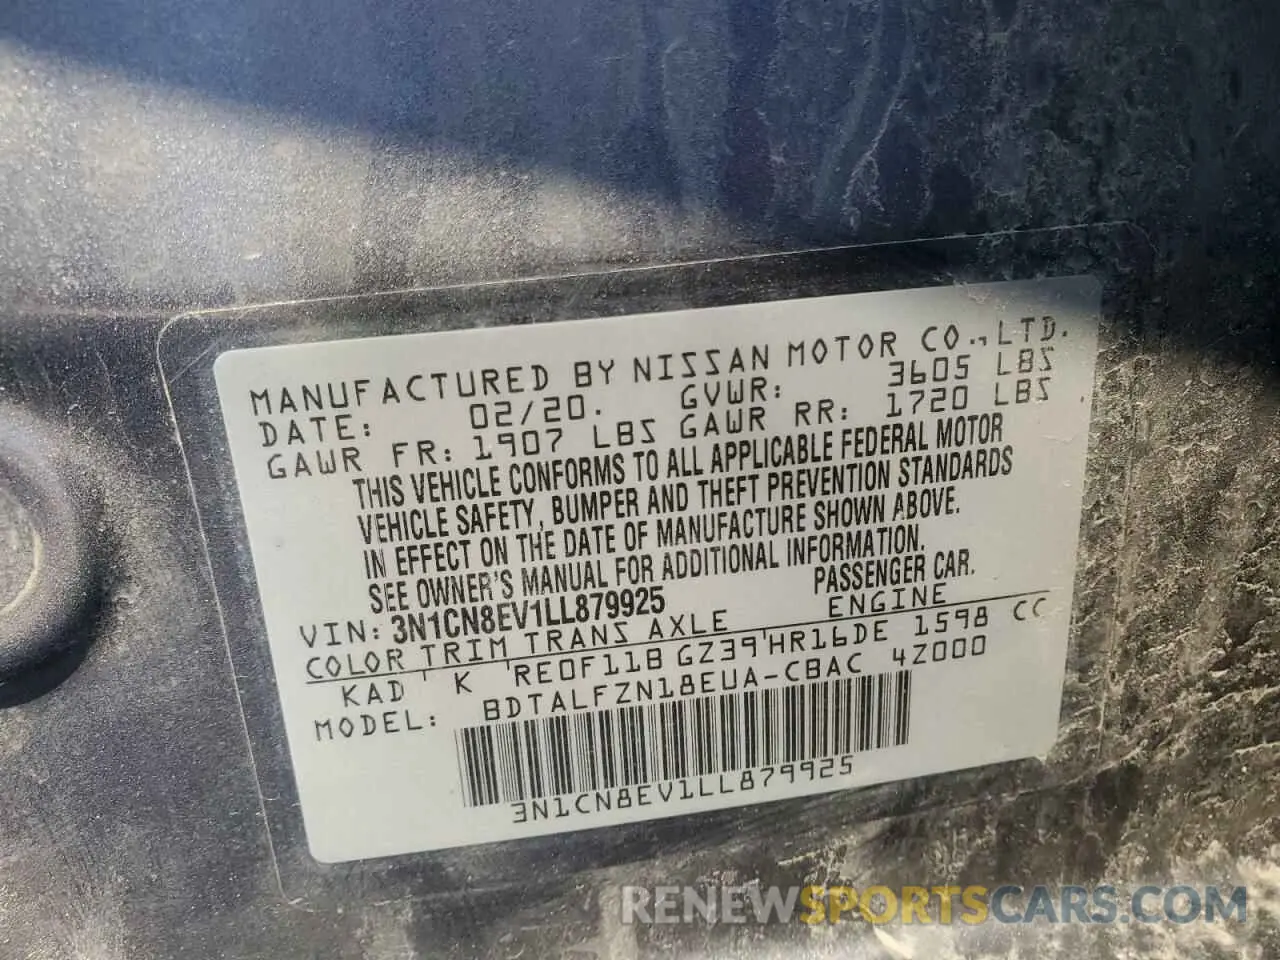 MANUFACTURED BY NISSAN MOTOR CO., LTD.
DATE: 02/20. GVWR: 3605 LBS
GAWR FR: 1907 LBS GAWR RR: 1720 LBS .
THIS VEHICLE CONFORMS TO ALL APPLICABLE FEDERAL MOTOR
VEHICLE SAFETY, BUMPER AND THEFT PREVENTION STANDARDS
IN EFFECT ON THE DATE OF MANUFACTURE SHOWN ABOVE.
SEE OWNER'S MANUAL FOR ADDITIONAL INFORMATION.
VIN: 3N1CN8EV1LL879925 PASSENGER CAR.
COLOR TRIM TRANS AXLE ENGINE
KAD ' K 'RE0F11B GZ39'HR16DE 1598 CC
MODEL: BDTALFZN18EUA-CBAC 4Z000
3N1CN8EV1LL879925
RENEWSPORTSCARS.COM